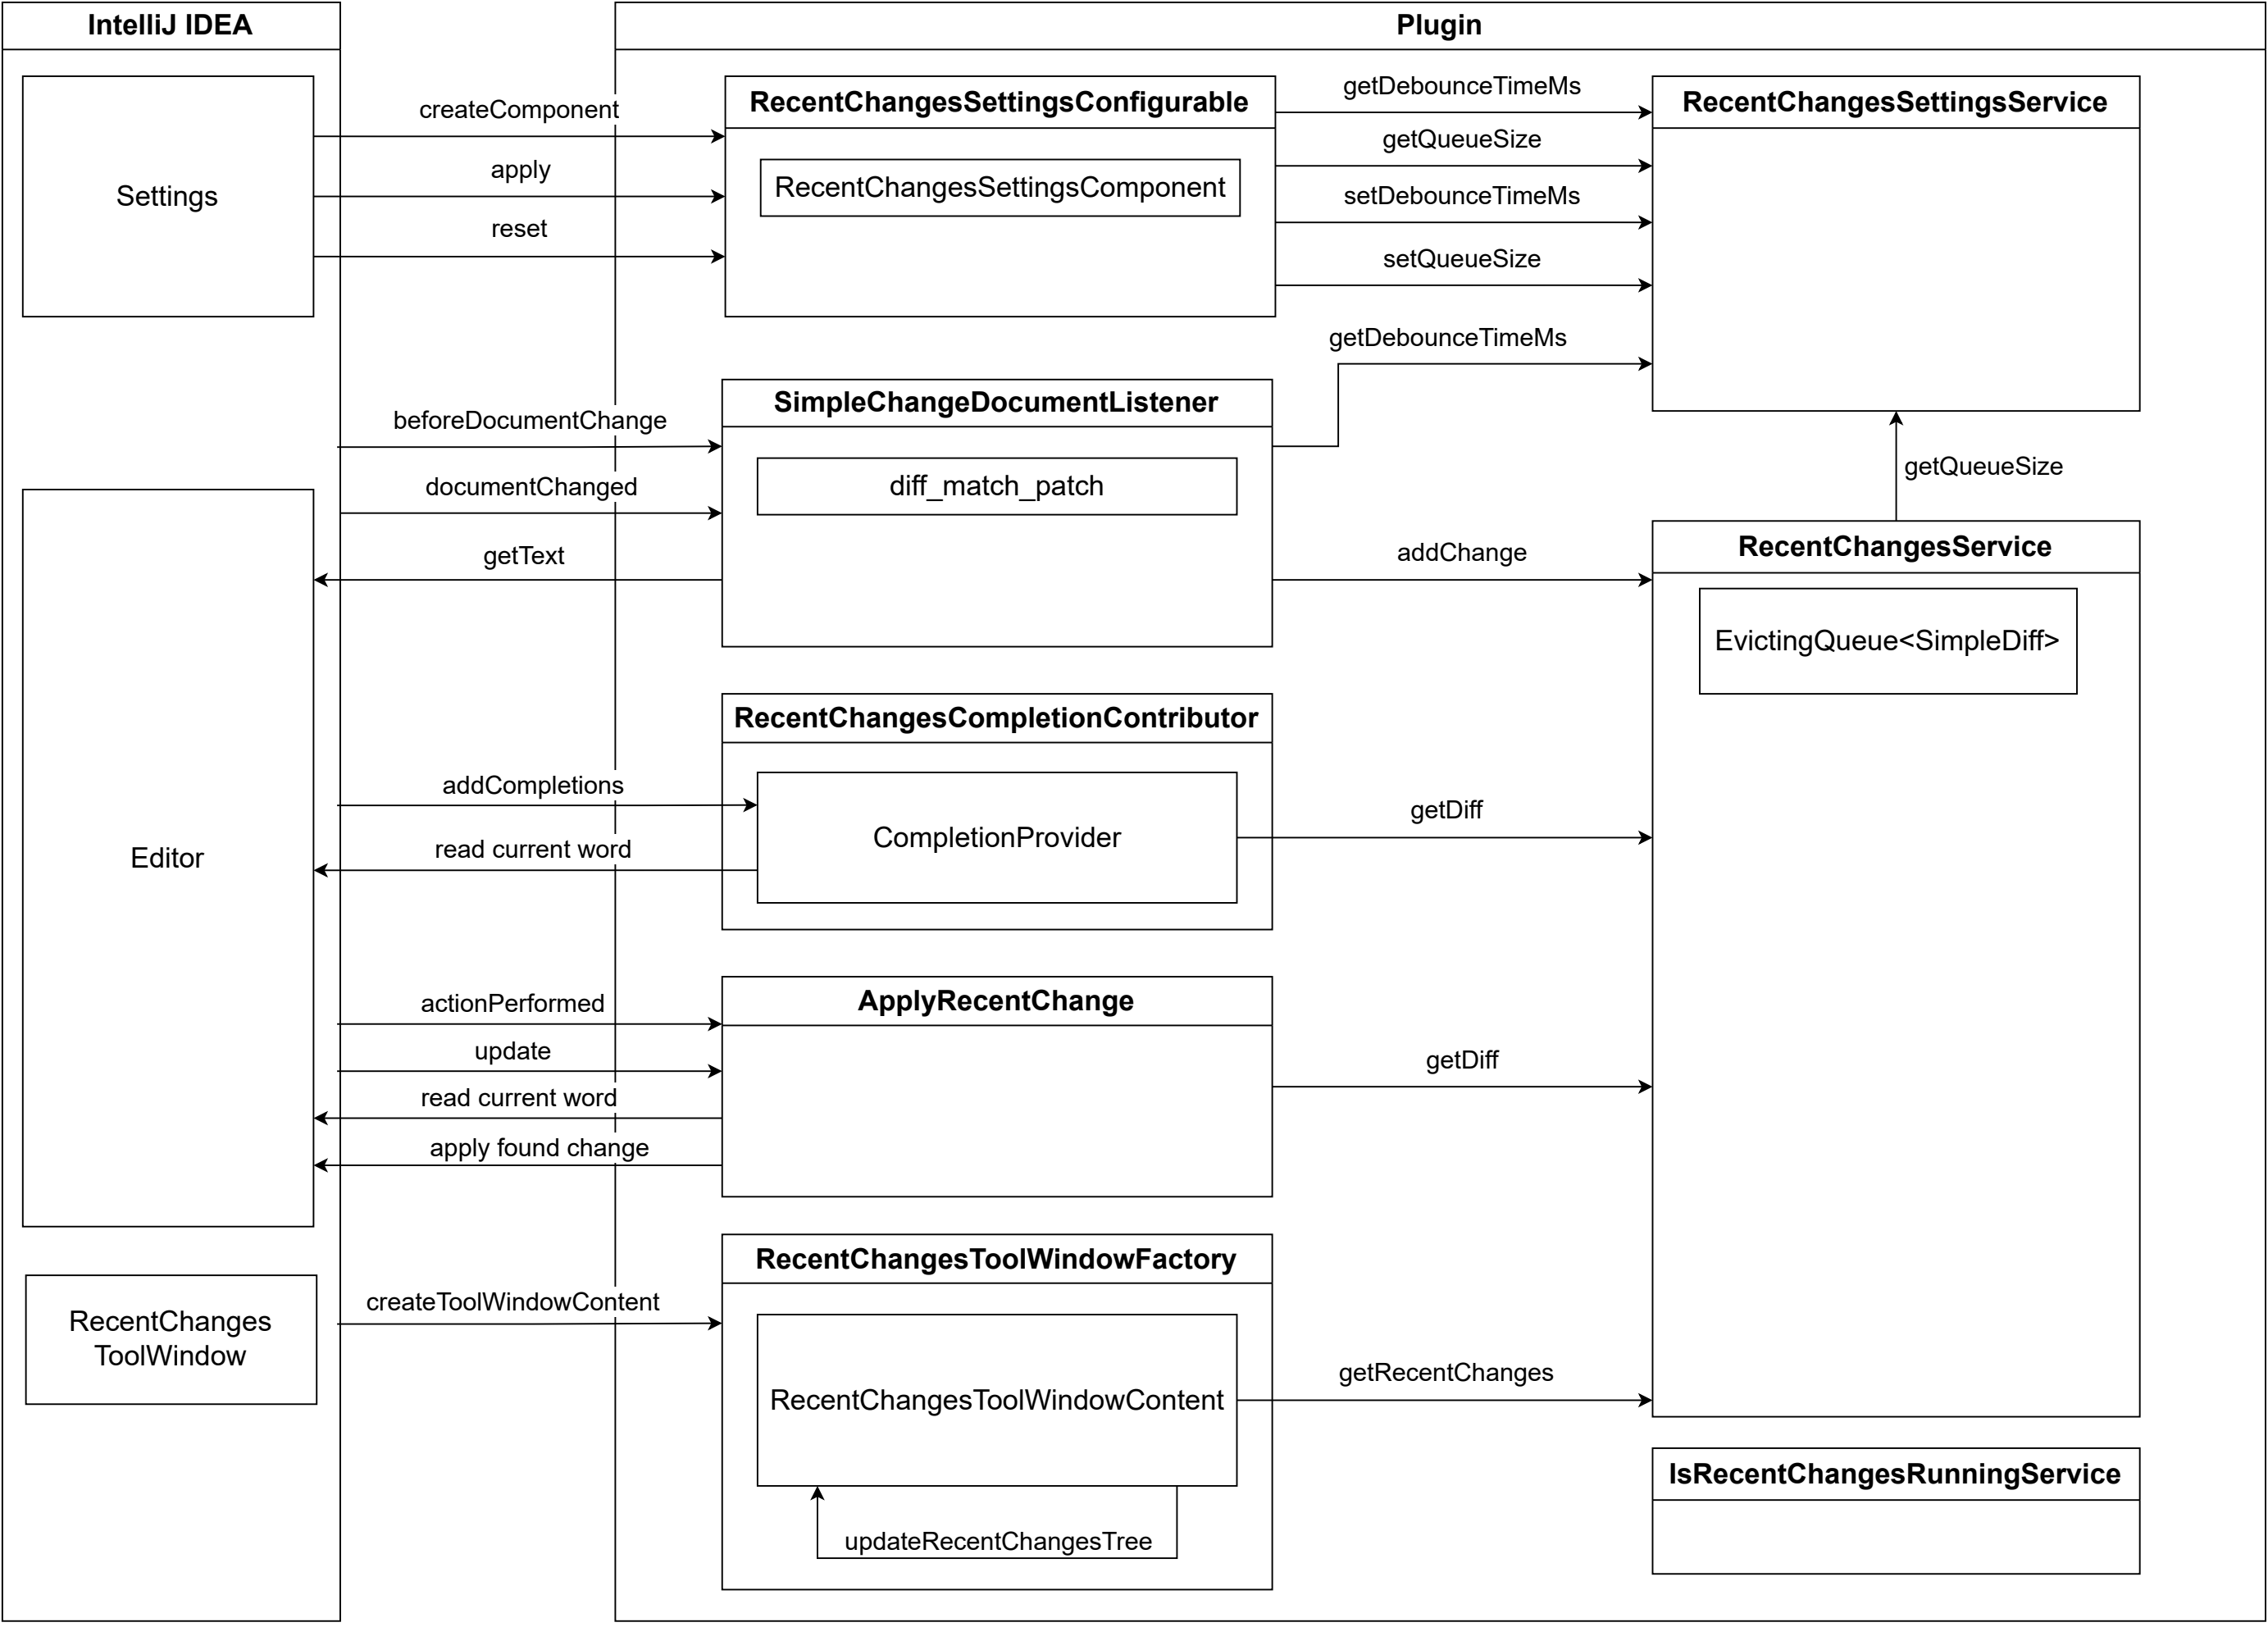 IntelliJ IDEA
Plugin
Settings
createComponent
apply
reset
RecentChangesSettingsConfigurable
RecentChangesSettingsComponent
getDebounceTimeMs
getQueueSize
setDebounceTimeMs
setQueueSize
RecentChangesSettingsService
getDebounceTimeMs
beforeDocumentChange
documentChanged
getText
SimpleChangeDocumentListener
diff_match_patch
addChange
getQueueSize
RecentChangesService
EvictingQueue<SimpleDiff>
Editor
addCompletions
read current word
RecentChangesCompletionContributor
CompletionProvider
getDiff
actionPerformed
update
read current word
apply found change
ApplyRecentChange
getDiff
RecentChanges
ToolWindow
createToolWindowContent
RecentChangesToolWindowFactory
RecentChangesToolWindowContent
updateRecentChangesTree
getRecentChanges
IsRecentChangesRunningService